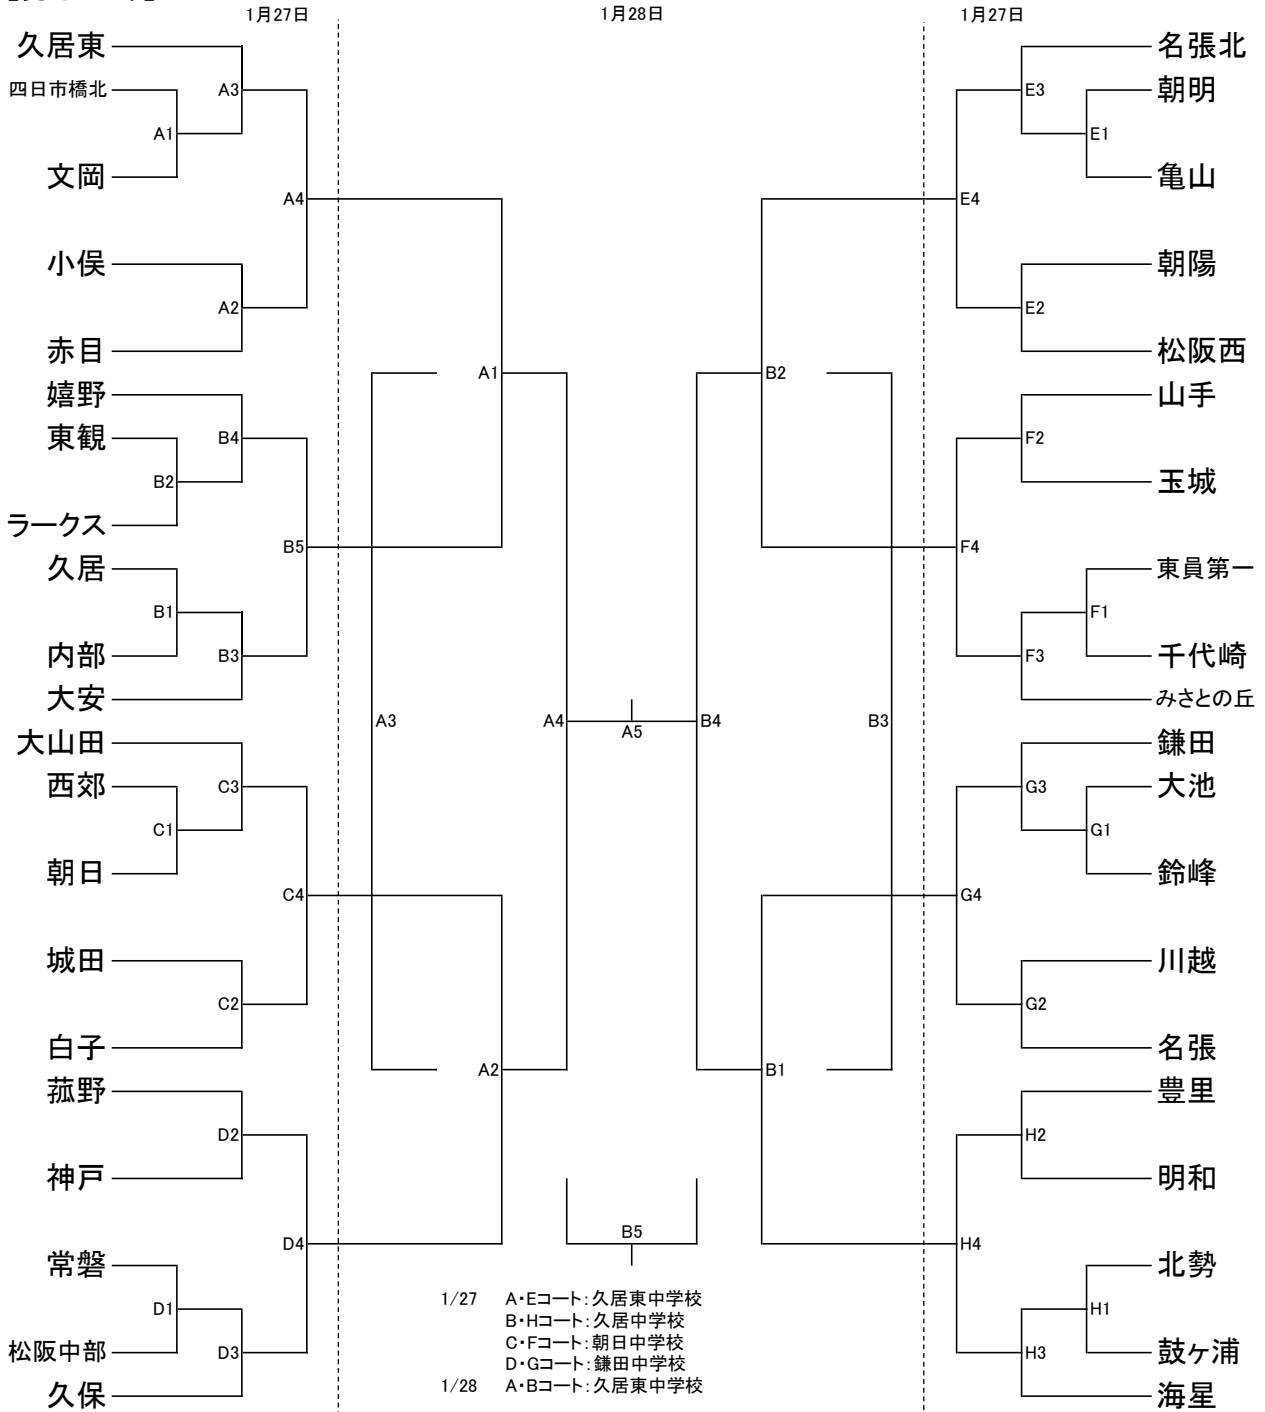 1月27日
1月28日
1月27日
久居東
四日市橋北
文岡
小俣
赤目
嬉野
東観
ラークス
久居
内部
大安
大山田
西郊
朝日
城田
白子
菰野
神戸
常磐
松阪中部
久保
A3
A1
A4
A2
B4
B2
B5
B1
B3
C3
C1
C4
C2
D2
D4
D1
D3
A1
A3
A4
A2
A5
B5
B2
B4
B3
B1
E3
E1
E4
E2
F2
F4
F1
F3
G3
G1
G4
G2
H2
H4
H1
H3
名張北
朝明
亀山
朝陽
松阪西
山手
玉城
東員第一
千代崎
みさとの丘
鎌田
大池
鈴峰
川越
名張
豊里
明和
北勢
鼓ヶ浦
海星
1/27 A・Eコート：久居東中学校
B・Hコート：久居中学校
C・Fコート：朝日中学校
D・Gコート：鎌田中学校
1/28 A・Bコート：久居東中学校